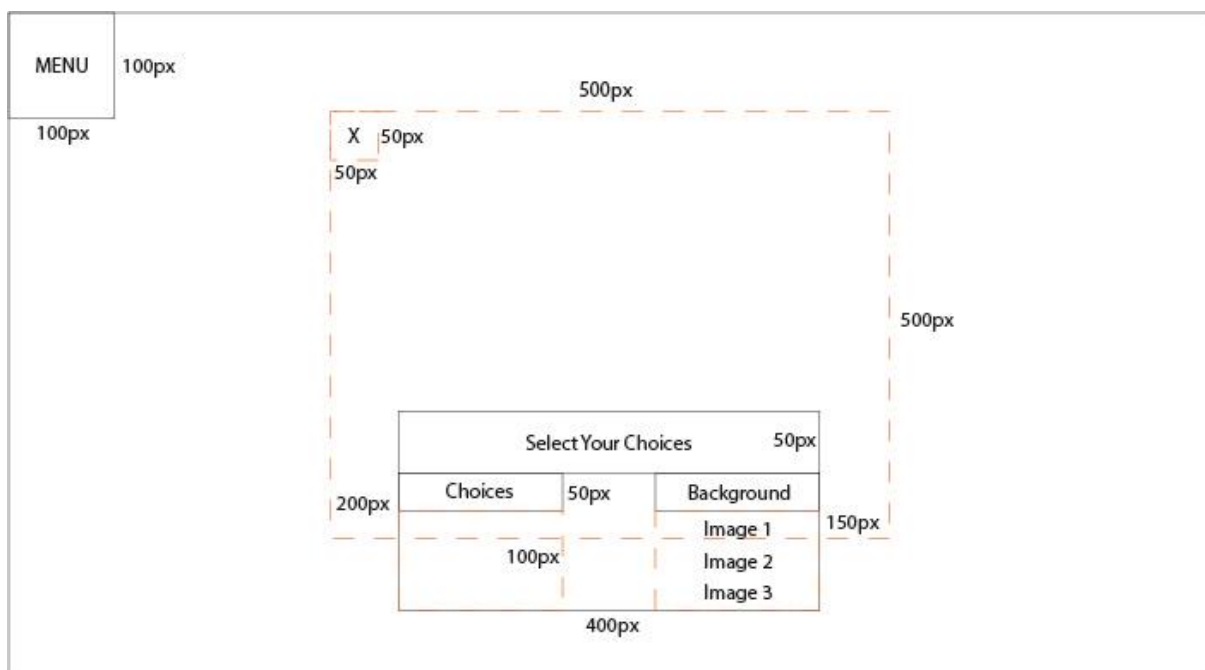 MENU
100px
100px
500px
X
50px
50px
500px
Select Your Choices
50px
Choices
50px
Background
200px
150px
Image 1
100px
Image 2
Image 3
400px